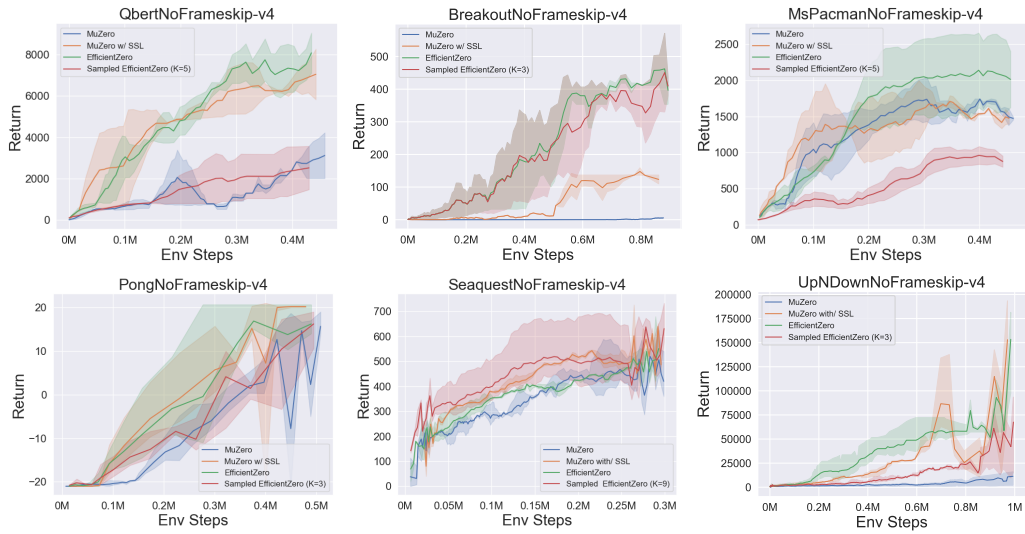 QbertNoFrameskip-v4
MuZero
MuZero w/ SSL
EfficientZero
Sampled EfficientZero (K=5)
Return
8000
6000
4000
2000
0
0M 0.1M 0.2M 0.3M 0.4M
Env Steps
BreakoutNoFrameskip-v4
MuZero
MuZero w/ SSL
EfficientZero
Sampled EfficientZero (K=3)
Return
500
400
300
200
100
0
0M 0.2M 0.4M 0.6M 0.8M
Env Steps
MsPacmanNoFrameskip-v4
MuZero
MuZero w/ SSL
EfficientZero
Sampled EfficientZero (K=5)
Return
2500
2000
1500
1000
500
0
0M 0.1M 0.2M 0.3M 0.4M
Env Steps
PongNoFrameskip-v4
Return
20
10
0
−10
−20
MuZero
MuZero w/ SSL
EfficientZero
Sampled EfficientZero (K=3)
0M 0.1M 0.2M 0.3M 0.4M 0.5M
Env Steps
SeaquestNoFrameskip-v4
Return
700
600
500
400
300
200
100
0
MuZero
MuZero with/ SSL
EfficientZero
Sampled EfficientZero (K=9)
0M 0.05M 0.1M 0.15M 0.2M 0.25M 0.3M
Env Steps
UpNDownNoFrameskip-v4
MuZero
MuZero with/ SSL
EfficientZero
Sampled EfficientZero (K=3)
Return
200000
175000
150000
125000
100000
75000
50000
25000
0
0M 0.2M 0.4M 0.6M 0.8M 1M
Env Steps